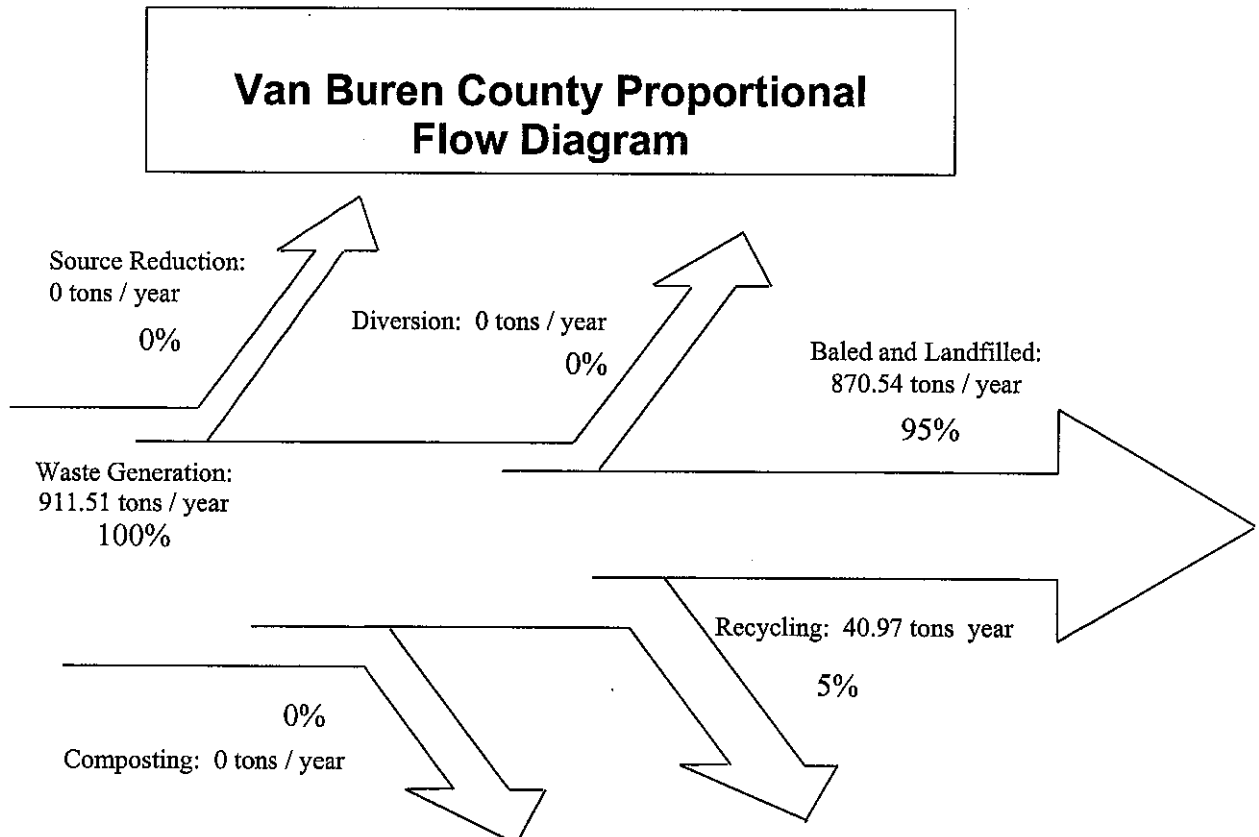 Van Buren County Proportional
Flow Diagram
Source Reduction:
0 tons / year
0%
Diversion: 0 tons / year
0%
Baled and Landfilled:
870.54 tons / year
95%
Waste Generation:
911.51 tons / year
100%
Recycling: 40.97 tons year
5%
0%
Composting: 0 tons / year